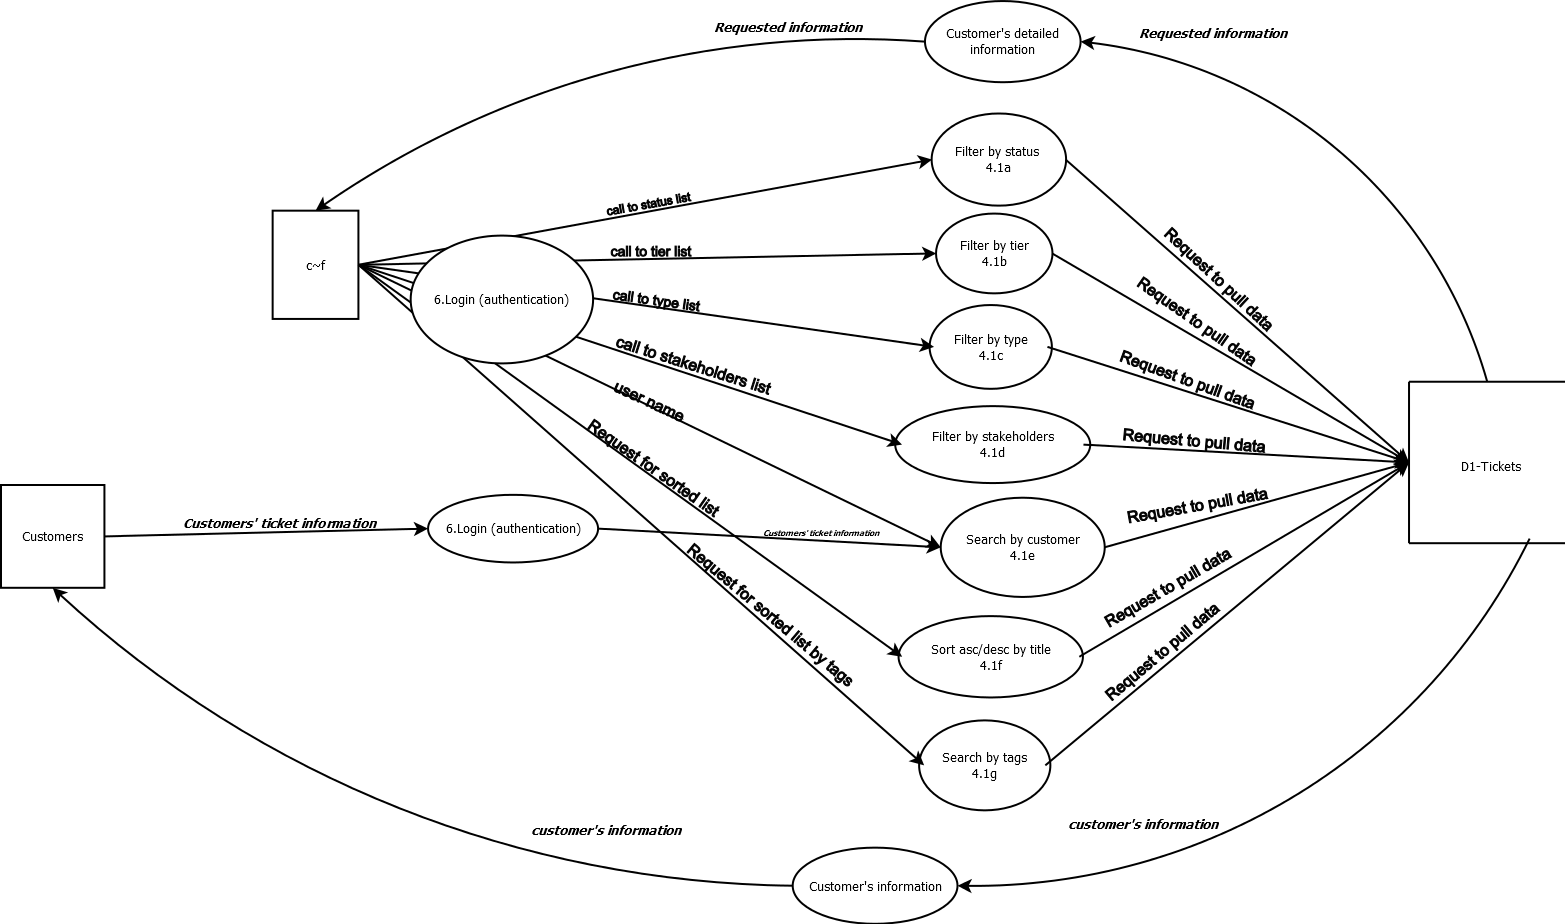 Requested information
Customer's detailed
information
Requested information
Filter by status
4.1a
call to status list
c~f
6.Login (authentication)
call to tier list
Filter by tier
4.1b
Request to pull data
call to type list
Filter by type
4.1c
Request to pull data
call to stakeholders list
Request to pull data
user name
Filter by stakeholders
4.1d
Request to pull data
D1-Tickets
Request for sorted list
Customers
Customers' ticket information
6.Login (authentication)
Customers' ticket information
Search by customer
4.1e
Request to pull data
Request for sorted list by tags
Sort asc/desc by title
4.1f
Request to pull data
Search by tags
4.1g
Request to pull data
customer's information
customer's information
Customer's information